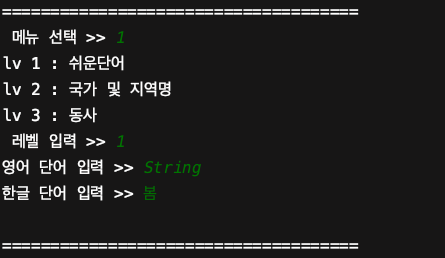 =====================================
메뉴 선택 >> 1
lv 1 : 쉬운단어
lv 2 : 국가 및 지역명
lv 3 : 동사
레벨 입력 >> 1
영어 단어 입력 >> String
한글 단어 입력 >> 봄
=====================================